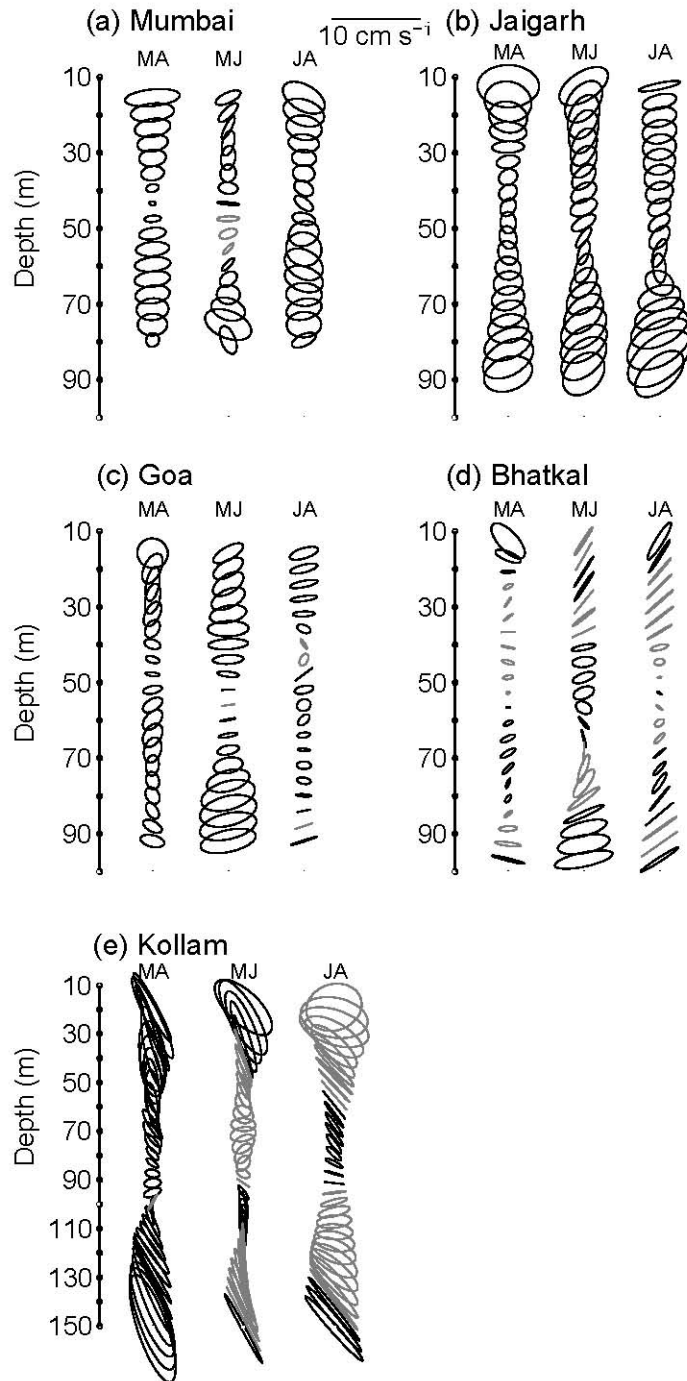 (a) Mumbai
10 cm s⁻¹
(b) Jaigarh
MA MJ JA
MA MJ JA
10
30
50
70
90
Depth (m)
10
30
50
70
90
(c) Goa
(d) Bhatkal
MA MJ JA
MA MJ JA
10
30
50
70
90
Depth (m)
10
30
50
70
90
(e) Kollam
MA MJ JA
10
30
50
70
90
110
130
150
Depth (m)